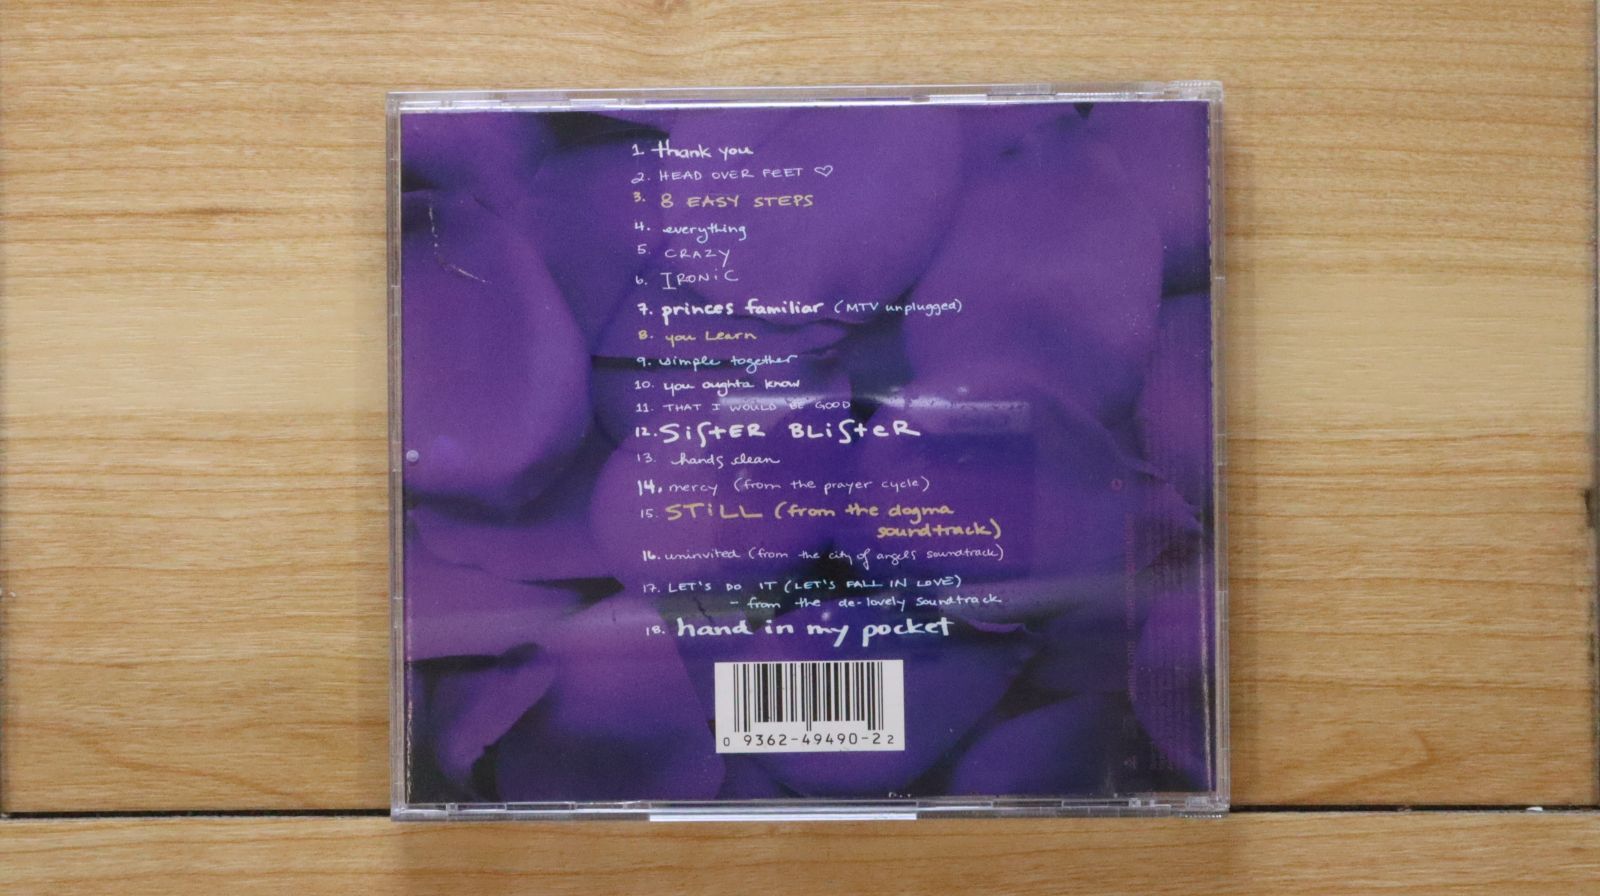 1. thank you
2. HEAD OVER FEET
3. 8 EASY STEPS
4. everything
5. CRAZY
6. IRONiC
7. princes familiar (MTV unplugged)
8. you Learn
9. simple together
10. you oughta know
11. THAT I WOULD BE GOOD
12. SiSTER BLiSTeR
13. hands clean
14. mercy (from the prayer cycle)
15. STiLL (from the dogma
soundtrack)
16. uninvited (from the city of angels soundtrack)
17. LET'S DO IT (LET'S FALL IN LOVE)
- from the de-lovely soundtrack
18. hand in my pocket
0 9362-49490-2 2